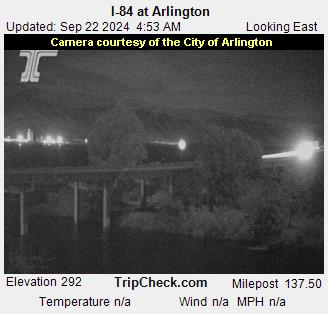 I-84 at Arlington
Updated: Sep 22 2024 4:53 AM Looking East
Camera courtesy of the City of Arlington
Elevation 292 TripCheck.com Milepost 137.50
Temperature n/a Wind n/a MPH n/a